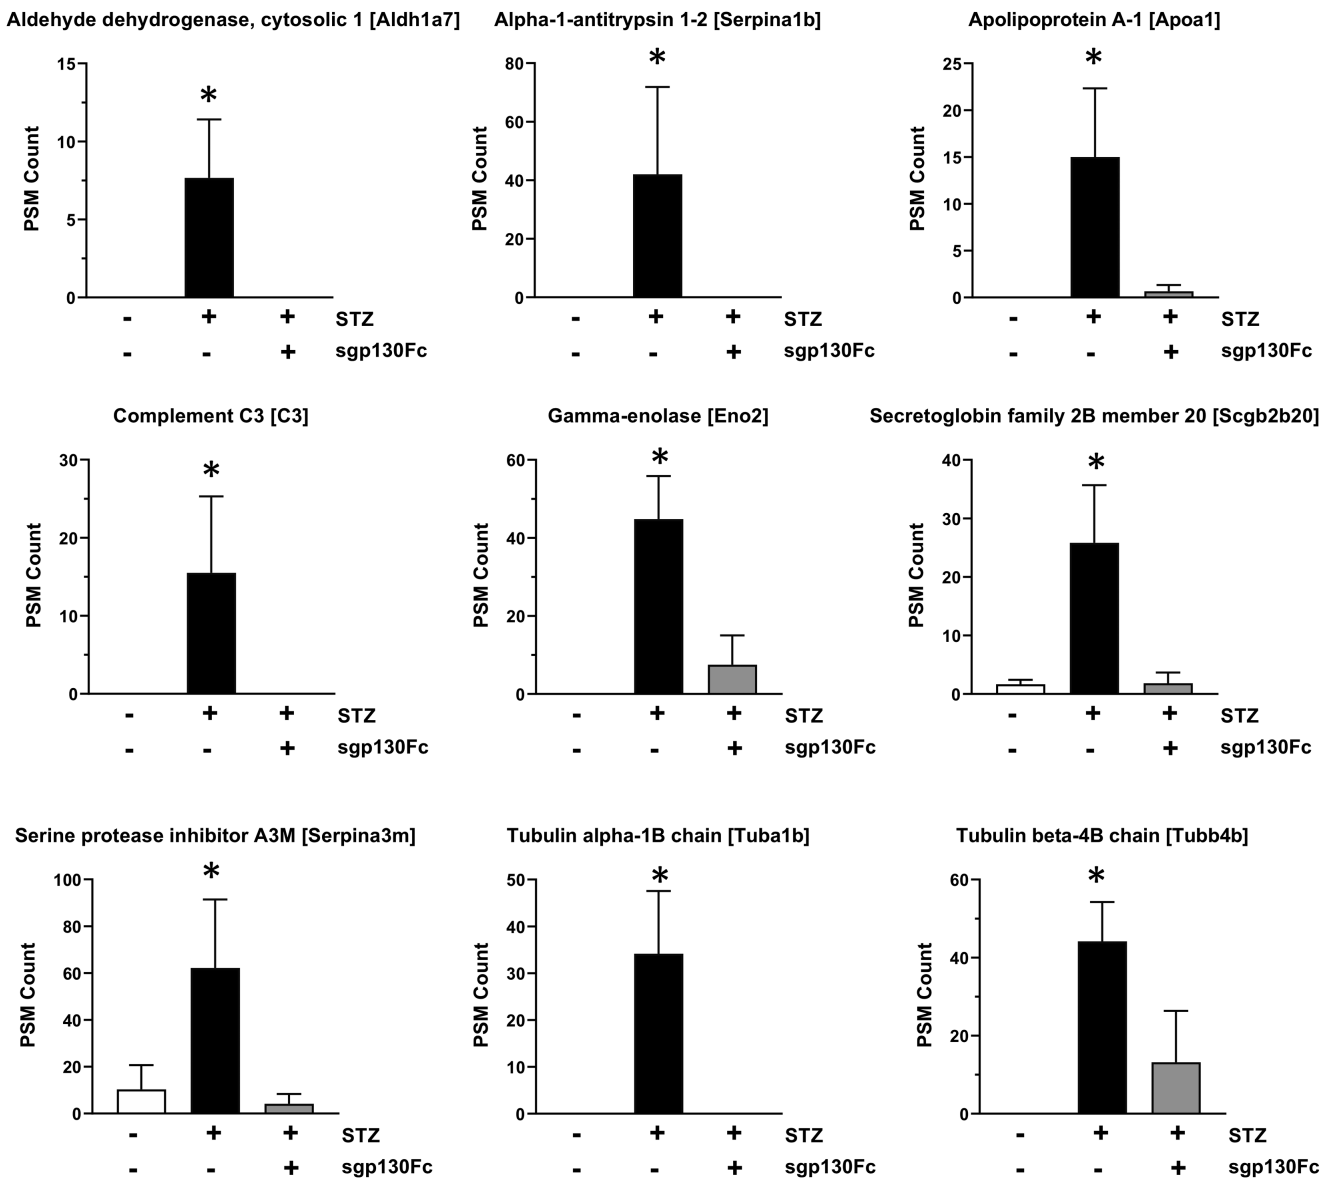 Aldehyde dehydrogenase, cytosolic 1 [Aldh1a7]
PSM Count
15
10
5
0
*
- + + STZ
- - + sgp130Fc
Alpha-1-antitrypsin 1-2 [Serpina1b]
PSM Count
80
60
40
20
0
*
- + + STZ
- - + sgp130Fc
Apolipoprotein A-1 [Apoa1]
PSM Count
25
20
15
10
5
0
*
- + + STZ
- - + sgp130Fc
Complement C3 [C3]
PSM Count
30
20
10
0
*
- + + STZ
- - + sgp130Fc
Gamma-enolase [Eno2]
PSM Count
60
40
20
0
*
- + + STZ
- - + sgp130Fc
Secretoglobin family 2B member 20 [Scgb2b20]
PSM Count
40
30
20
10
0
*
- + + STZ
- - + sgp130Fc
Serine protease inhibitor A3M [Serpina3m]
PSM Count
100
80
60
40
20
0
*
- + + STZ
- - + sgp130Fc
Tubulin alpha-1B chain [Tuba1b]
PSM Count
50
40
30
20
10
0
*
- + + STZ
- - + sgp130Fc
Tubulin beta-4B chain [Tubb4b]
PSM Count
60
40
20
0
*
- + + STZ
- - + sgp130Fc